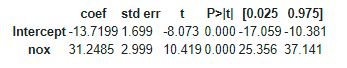 coef std err t P>|t| [0.025 0.975]
Intercept -13.7199 1.699 -8.073 0.000 -17.059 -10.381
nox 31.2485 2.999 10.419 0.000 25.356 37.141